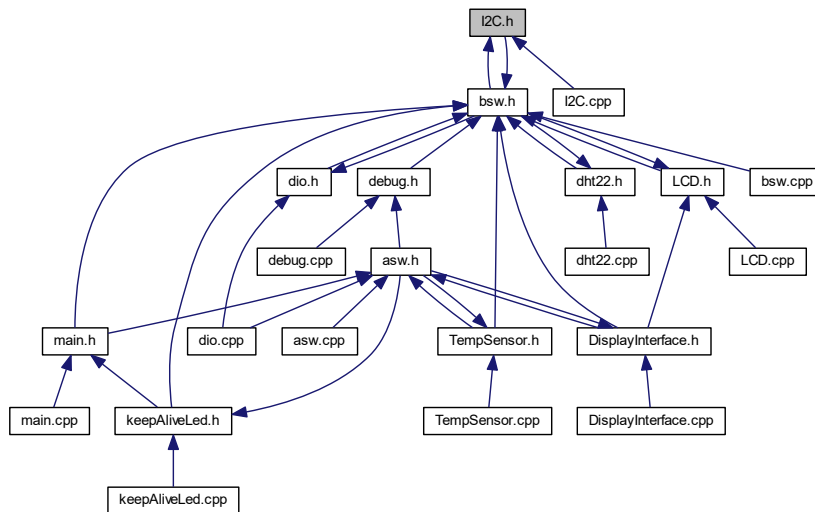 I2C.h
bsw.h
I2C.cpp
dio.h
debug.h
dht22.h
LCD.h
bsw.cpp
debug.cpp
asw.h
dht22.cpp
LCD.cpp
main.h
dio.cpp
asw.cpp
TempSensor.h
DisplayInterface.h
main.cpp
keepAliveLed.h
TempSensor.cpp
DisplayInterface.cpp
keepAliveLed.cpp